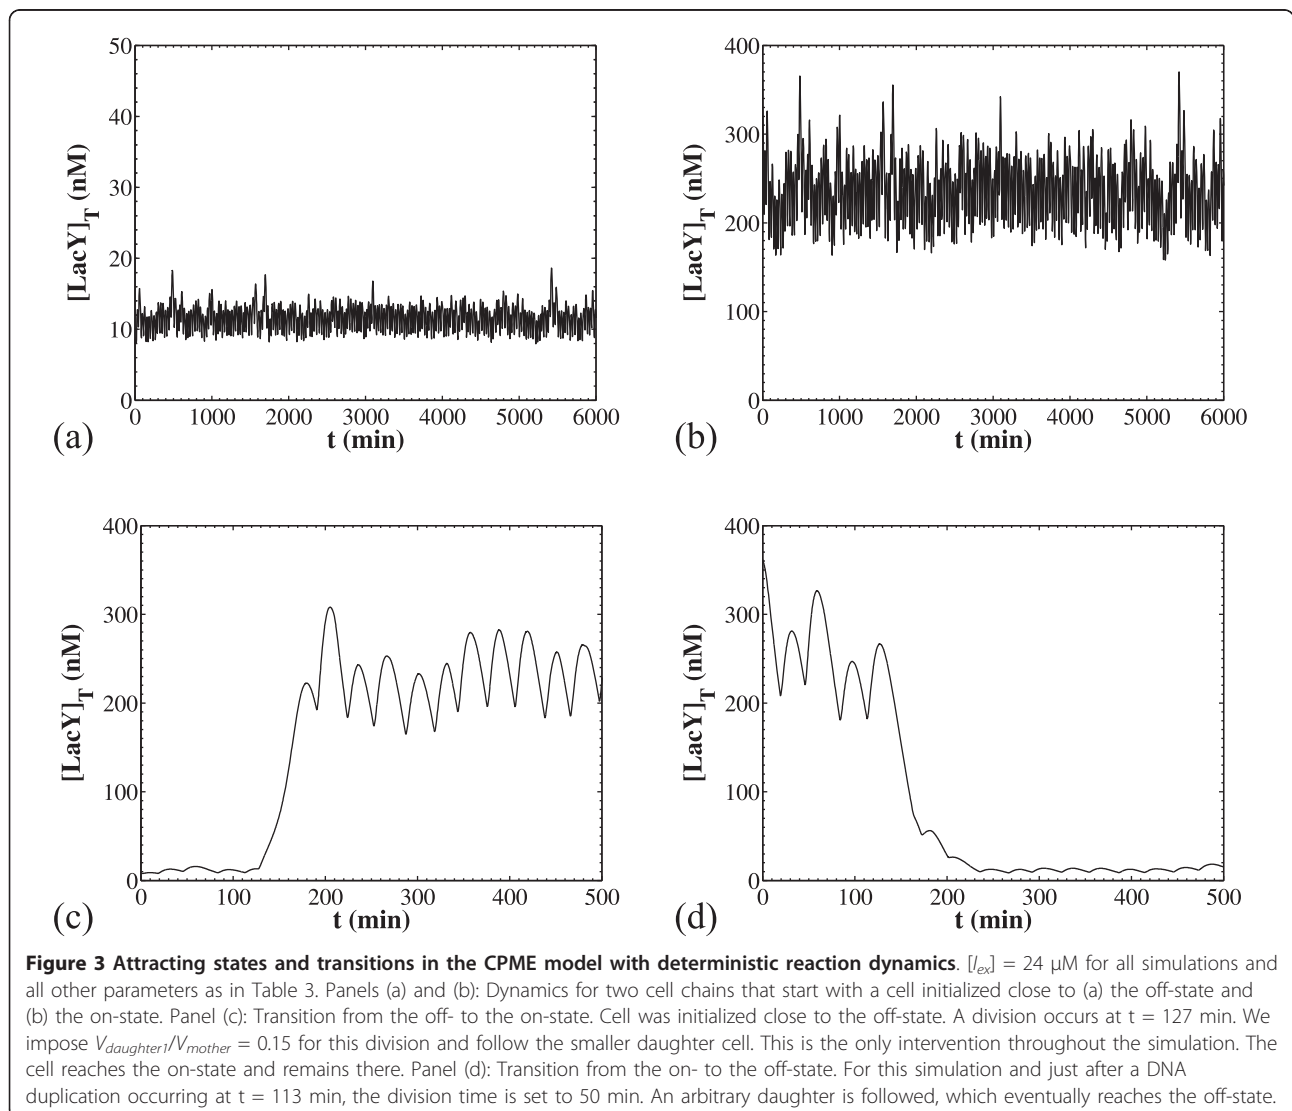 50
40
30
20
10
0
[LacY]T (nM)
0 1000 2000 3000 4000 5000 6000
t (min)
(a)
400
300
200
100
0
[LacY]T (nM)
0 1000 2000 3000 4000 5000 6000
t (min)
(b)
400
300
200
100
0
[LacY]T (nM)
0 100 200 300 400 500
t (min)
(c)
400
300
200
100
0
[LacY]T (nM)
0 100 200 300 400 500
t (min)
(d)
Figure 3 Attracting states and transitions in the CPME model with deterministic reaction dynamics. [Iex] = 24 μM for all simulations and
all other parameters as in Table 3. Panels (a) and (b): Dynamics for two cell chains that start with a cell initialized close to (a) the off-state and
(b) the on-state. Panel (c): Transition from the off- to the on-state. Cell was initialized close to the off-state. A division occurs at t = 127 min. We
impose Vdaughter1/Vmother = 0.15 for this division and follow the smaller daughter cell. This is the only intervention throughout the simulation. The
cell reaches the on-state and remains there. Panel (d): Transition from the on- to the off-state. For this simulation and just after a DNA
duplication occurring at t = 113 min, the division time is set to 50 min. An arbitrary daughter is followed, which eventually reaches the off-state.